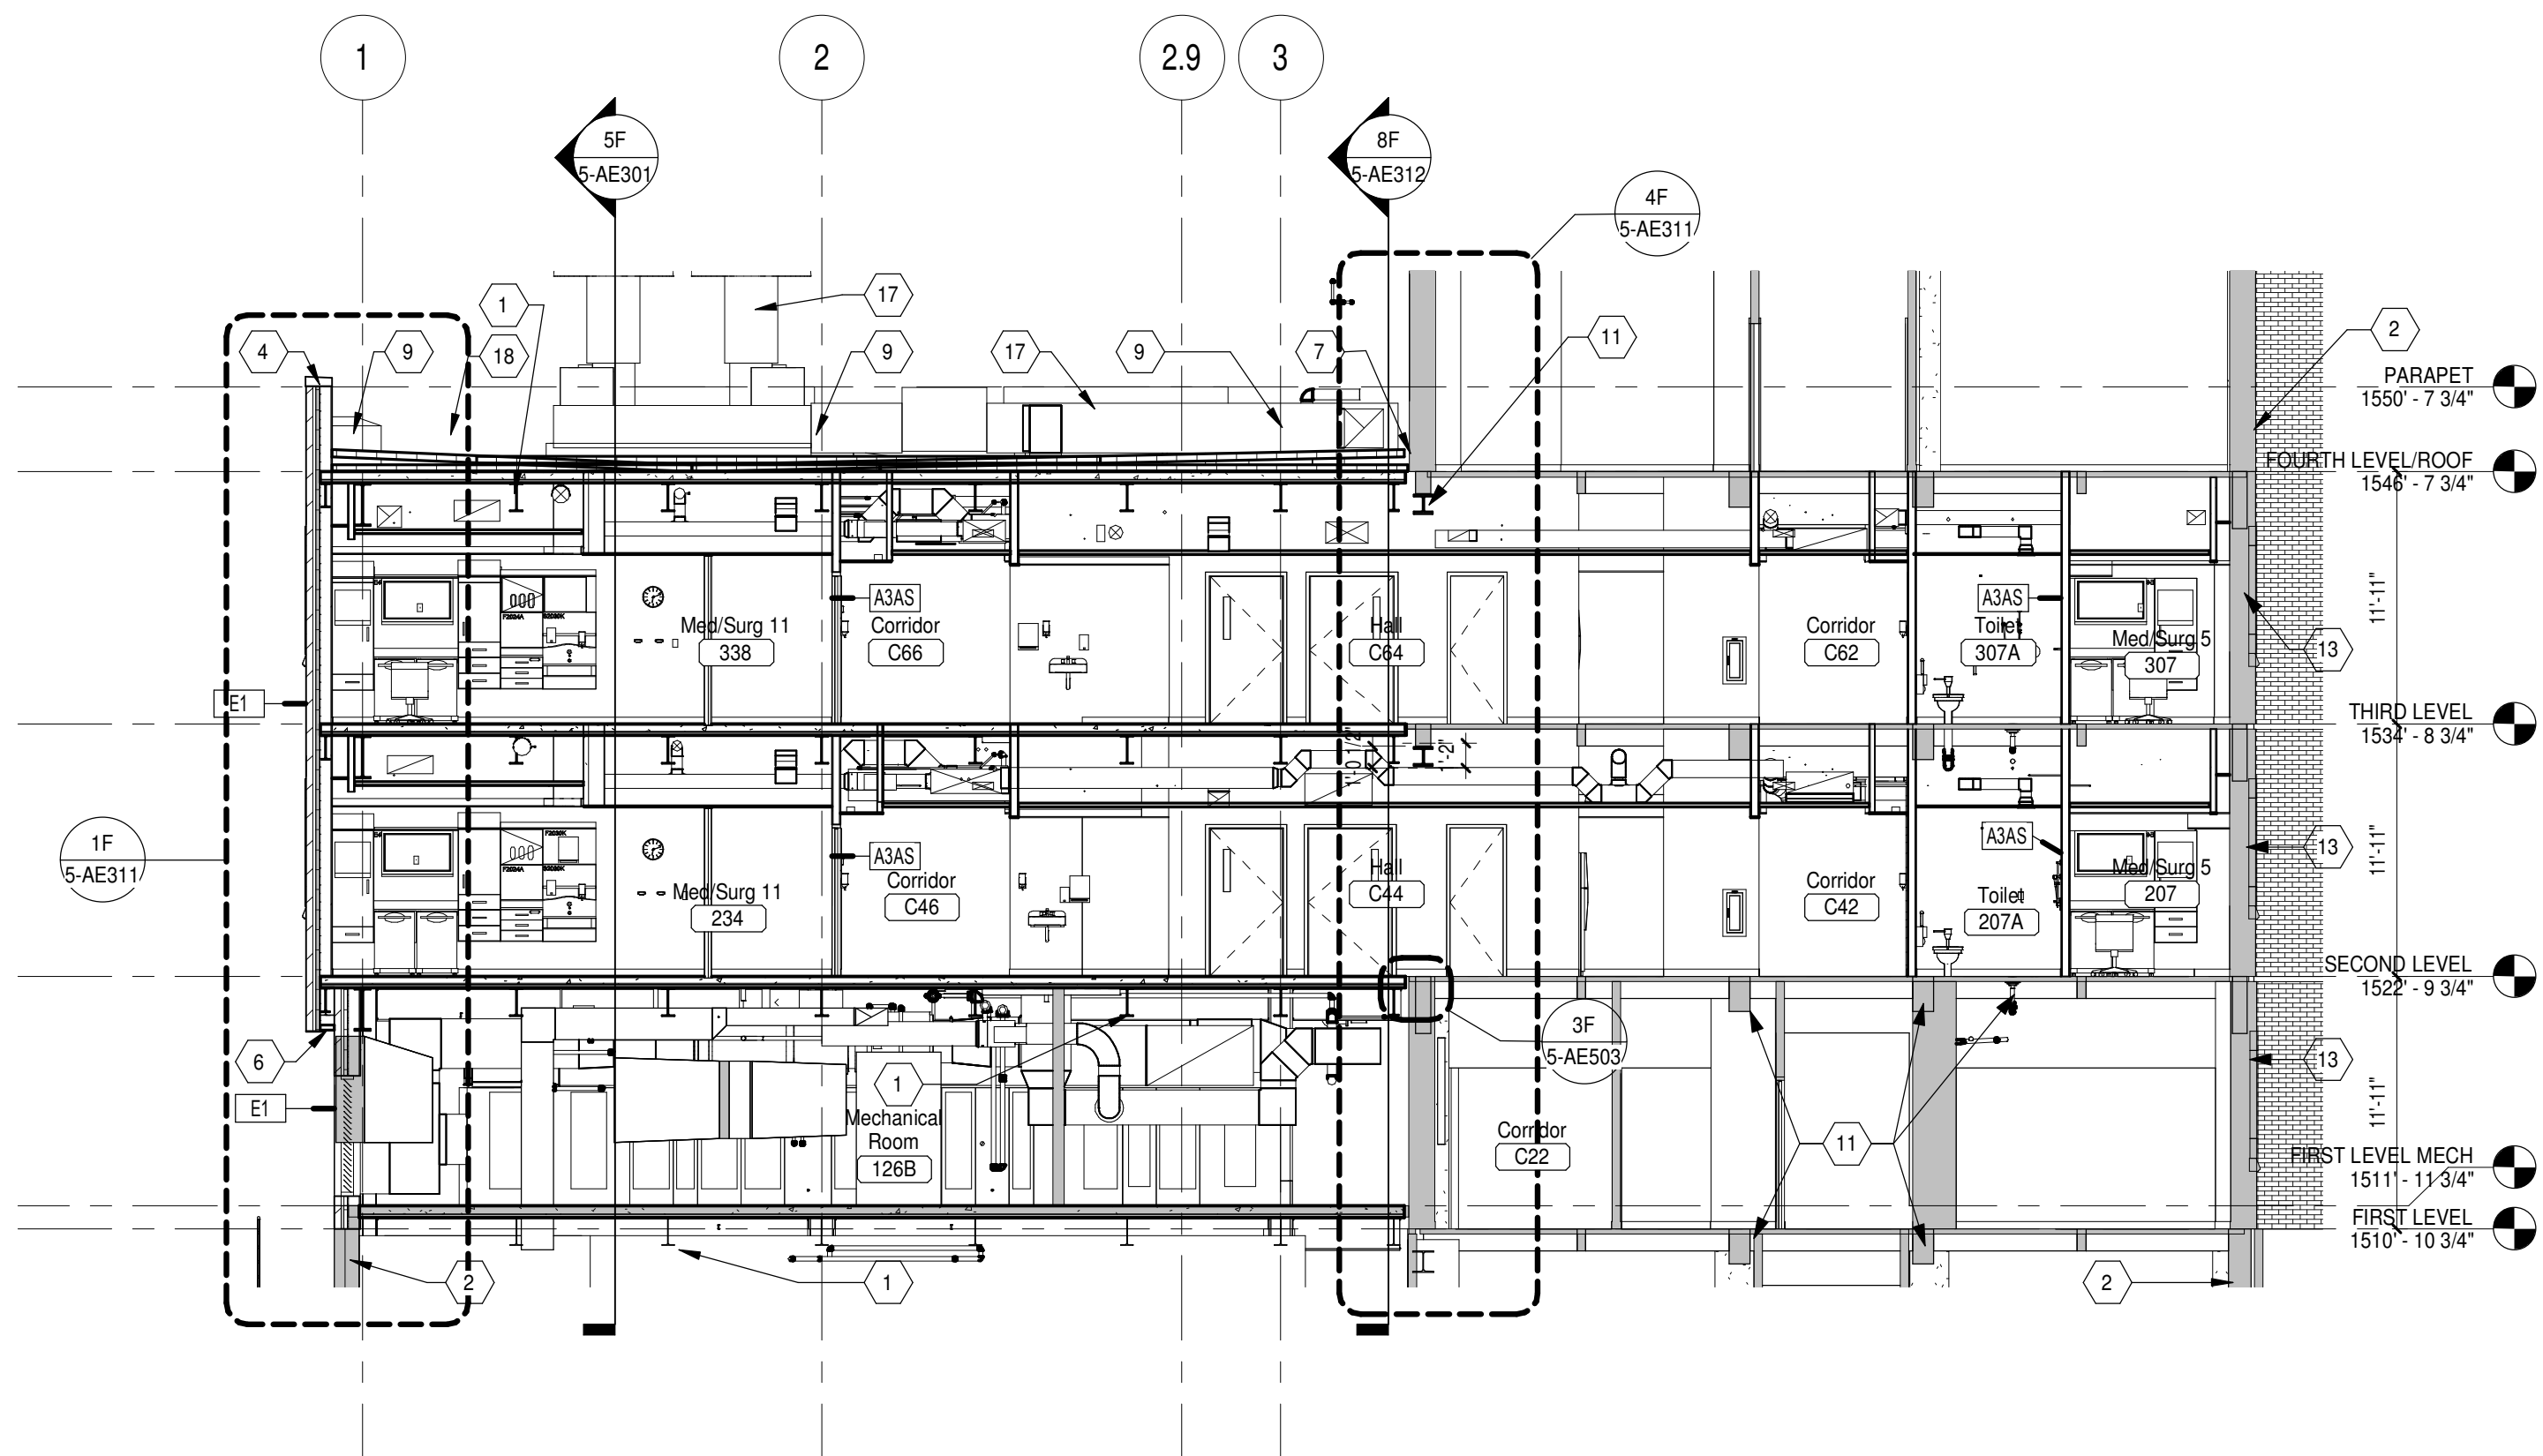 1
2
2.9
3
5F
5-AE301
8F
5-AE312
4F
5-AE311
1
17
4
9
18
9
17
9
7
11
2
PARAPET
1550' - 7 3/4"
FOURTH LEVEL/ROOF
1546' - 7 3/4"
11'-11"
A3AS
A3AS
Med/Surg 11
338
Corridor
C66
Hall
C64
Corridor
C62
Toilet
307A
Med/Surg 5
307
13
E1
THIRD LEVEL
1534' - 8 3/4"
1'-0 1/2"
1'-2"
1F
5-AE311
A3AS
A3AS
11'-11"
13
Med/Surg 11
234
Corridor
C46
Hall
C44
Corridor
C42
Toilet
207A
Med/Surg 5
207
SECOND LEVEL
1522' - 9 3/4"
6
3F
5-AE503
13
1
E1
11'-11"
Mechanical
Room
126B
Corridor
C22
11
FIRST LEVEL MECH
1511' - 11 3/4"
FIRST LEVEL
1510' - 10 3/4"
2
1
2